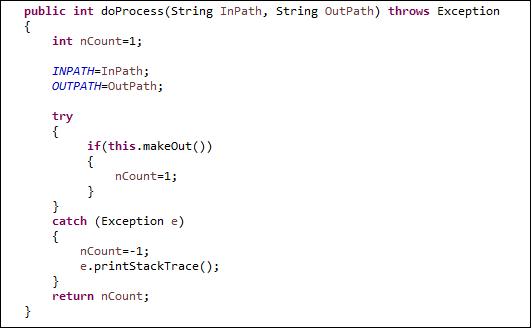 public int doProcess(String InPath, String OutPath) throws Exception
{
    int nCount=1;

    INPATH=InPath;
    OUTPATH=OutPath;

    try
    {
         if(this.makeOut())
         {
             nCount=1;
         }
    }
    catch (Exception e)
    {
        nCount=-1;
        e.printStackTrace();
    }
    return nCount;
}